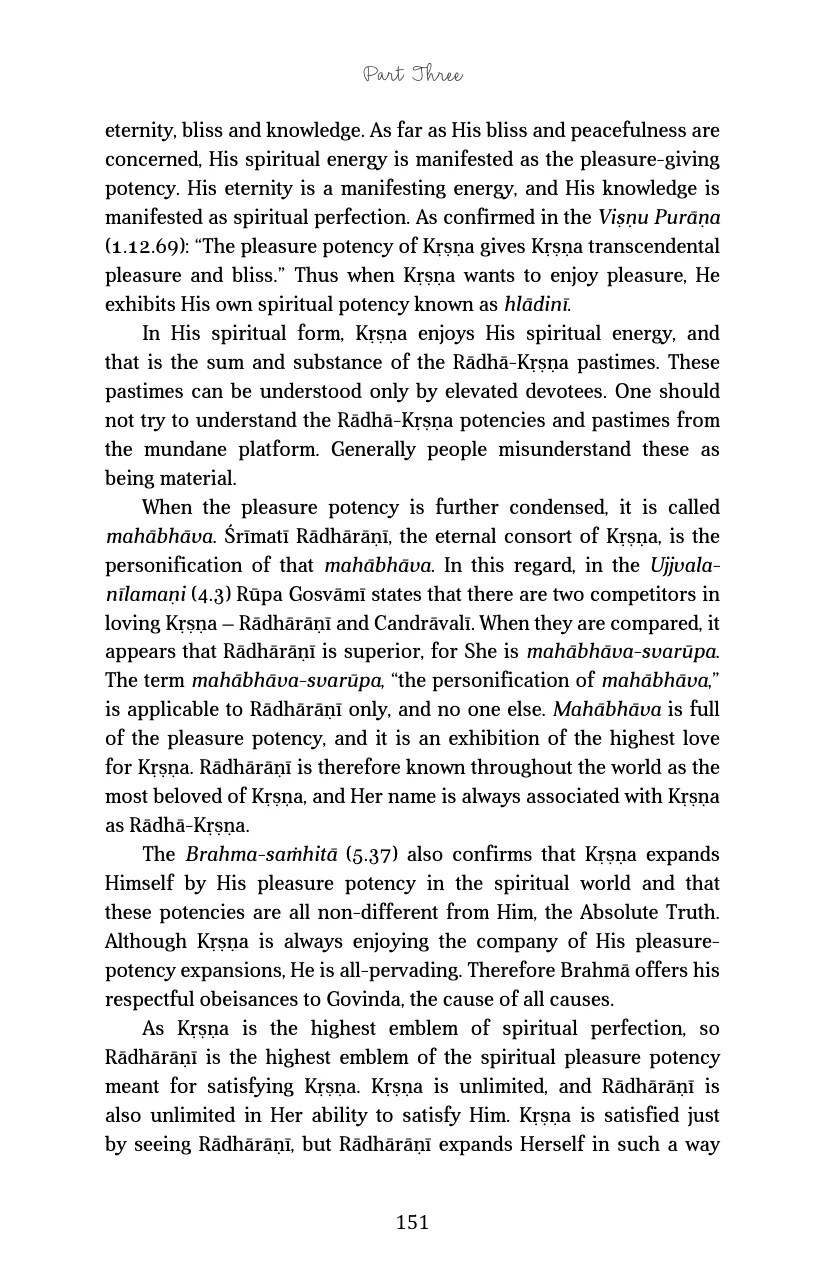 Part Three
eternity, bliss and knowledge. As far as His bliss and peacefulness are
concerned, His spiritual energy is manifested as the pleasure-giving
potency. His eternity is a manifesting energy, and His knowledge is
manifested as spiritual perfection. As confirmed in the Viṣṇu Purāṇa
(1.12.69): “The pleasure potency of Kṛṣṇa gives Kṛṣṇa transcendental
pleasure and bliss.” Thus when Kṛṣṇa wants to enjoy pleasure, He
exhibits His own spiritual potency known as hlādinī.
In His spiritual form, Kṛṣṇa enjoys His spiritual energy, and
that is the sum and substance of the Rādhā-Kṛṣṇa pastimes. These
pastimes can be understood only by elevated devotees. One should
not try to understand the Rādhā-Kṛṣṇa potencies and pastimes from
the mundane platform. Generally people misunderstand these as
being material.
When the pleasure potency is further condensed, it is called
mahābhāva. Śrīmatī Rādhārāṇī, the eternal consort of Kṛṣṇa, is the
personification of that mahābhāva. In this regard, in the Ujjvala-
nīlamaṇi (4.3) Rūpa Gosvāmī states that there are two competitors in
loving Kṛṣṇa – Rādhārāṇī and Candrāvalī. When they are compared, it
appears that Rādhārāṇī is superior, for She is mahābhāva-svarūpa.
The term mahābhāva-svarūpa, “the personification of mahābhāva,”
is applicable to Rādhārāṇī only, and no one else. Mahābhāva is full
of the pleasure potency, and it is an exhibition of the highest love
for Kṛṣṇa. Rādhārāṇī is therefore known throughout the world as the
most beloved of Kṛṣṇa, and Her name is always associated with Kṛṣṇa
as Rādhā-Kṛṣṇa.
The Brahma-saṁhitā (5.37) also confirms that Kṛṣṇa expands
Himself by His pleasure potency in the spiritual world and that
these potencies are all non-different from Him, the Absolute Truth.
Although Kṛṣṇa is always enjoying the company of His pleasure-
potency expansions, He is all-pervading. Therefore Brahmā offers his
respectful obeisances to Govinda, the cause of all causes.
As Kṛṣṇa is the highest emblem of spiritual perfection, so
Rādhārāṇī is the highest emblem of the spiritual pleasure potency
meant for satisfying Kṛṣṇa. Kṛṣṇa is unlimited, and Rādhārāṇī is
also unlimited in Her ability to satisfy Him. Kṛṣṇa is satisfied just
by seeing Rādhārāṇī, but Rādhārāṇī expands Herself in such a way
151